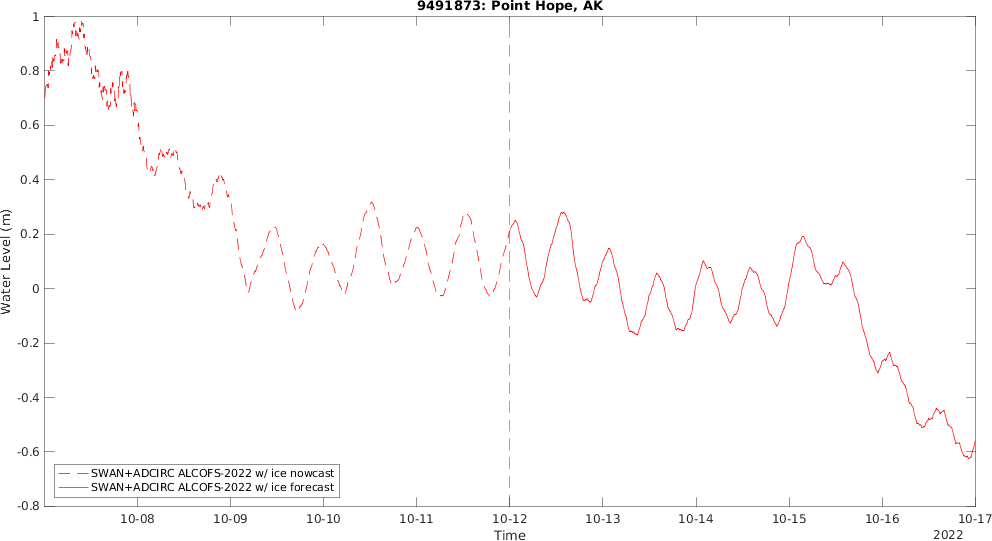 9491873: Point Hope, AK
1
0.8
0.6
0.4
0.2
0
-0.2
-0.4
-0.6
-0.8
Water Level (m)
SWAN+ADCIRC ALCOFS-2022 w/ ice nowcast
SWAN+ADCIRC ALCOFS-2022 w/ ice forecast
10-08 10-09 10-10 10-11 10-12 10-13 10-14 10-15 10-16 10-17
Time
2022